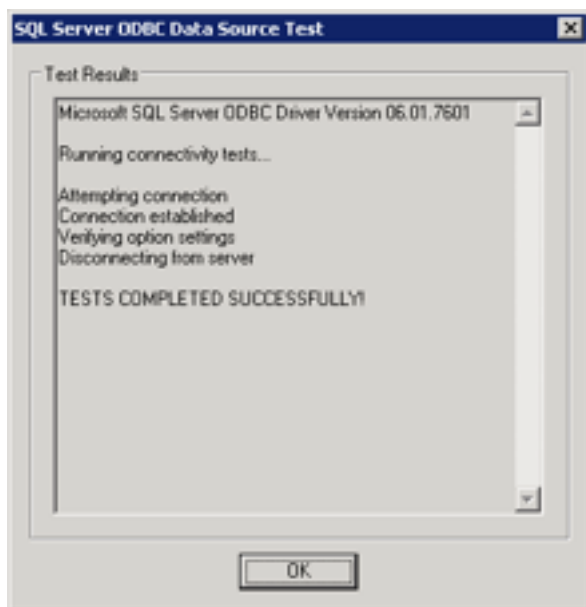 SQL Server ODBC Data Source Test
Test Results
Microsoft SQL Server ODBC Driver Version 06.01.7601
Running connectivity tests...
Attempting connection
Connection established
Verifying option settings
Disconnecting from server
TESTS COMPLETED SUCCESSFULLY!
OK